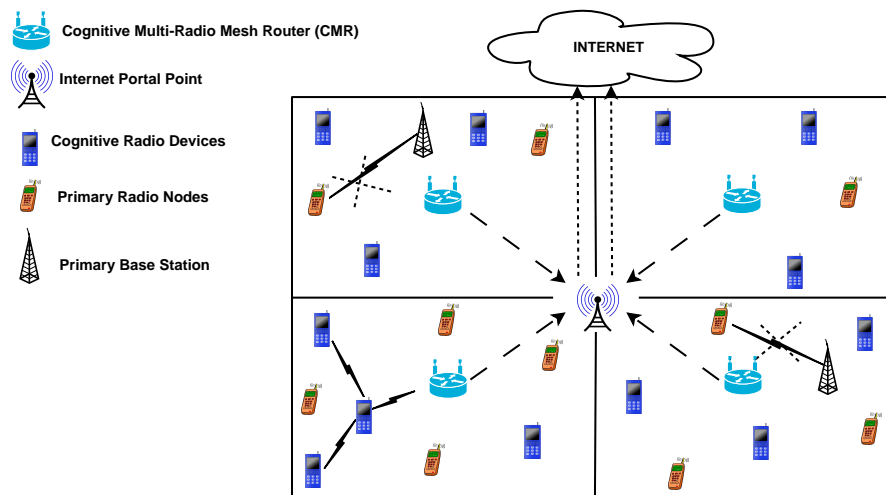 Cognitive Multi-Radio Mesh Router (CMR)
INTERNET
Internet Portal Point
Cognitive Radio Devices
Primary Radio Nodes
Primary Base Station